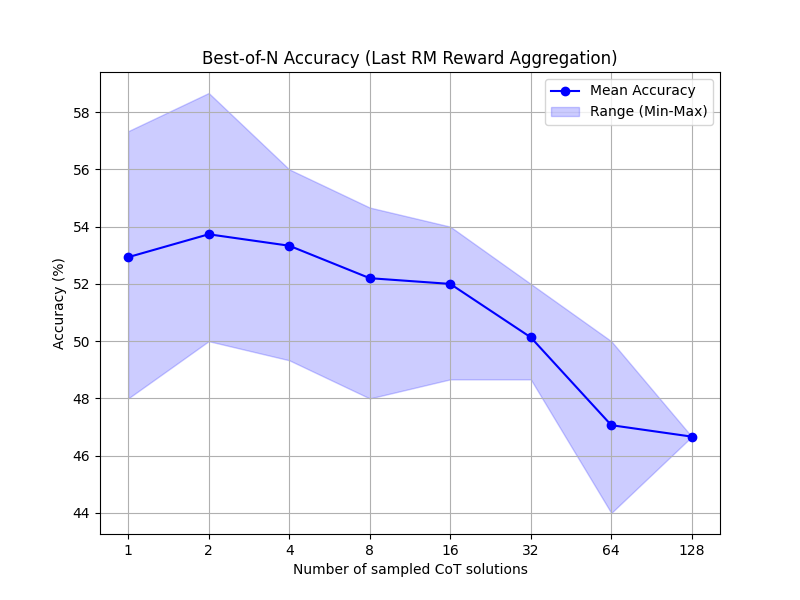 Best-of-N Accuracy (Last RM Reward Aggregation)
Mean Accuracy
Range (Min-Max)
Accuracy (%)
58
56
54
52
50
48
46
44
1 2 4 8 16 32 64 128
Number of sampled CoT solutions